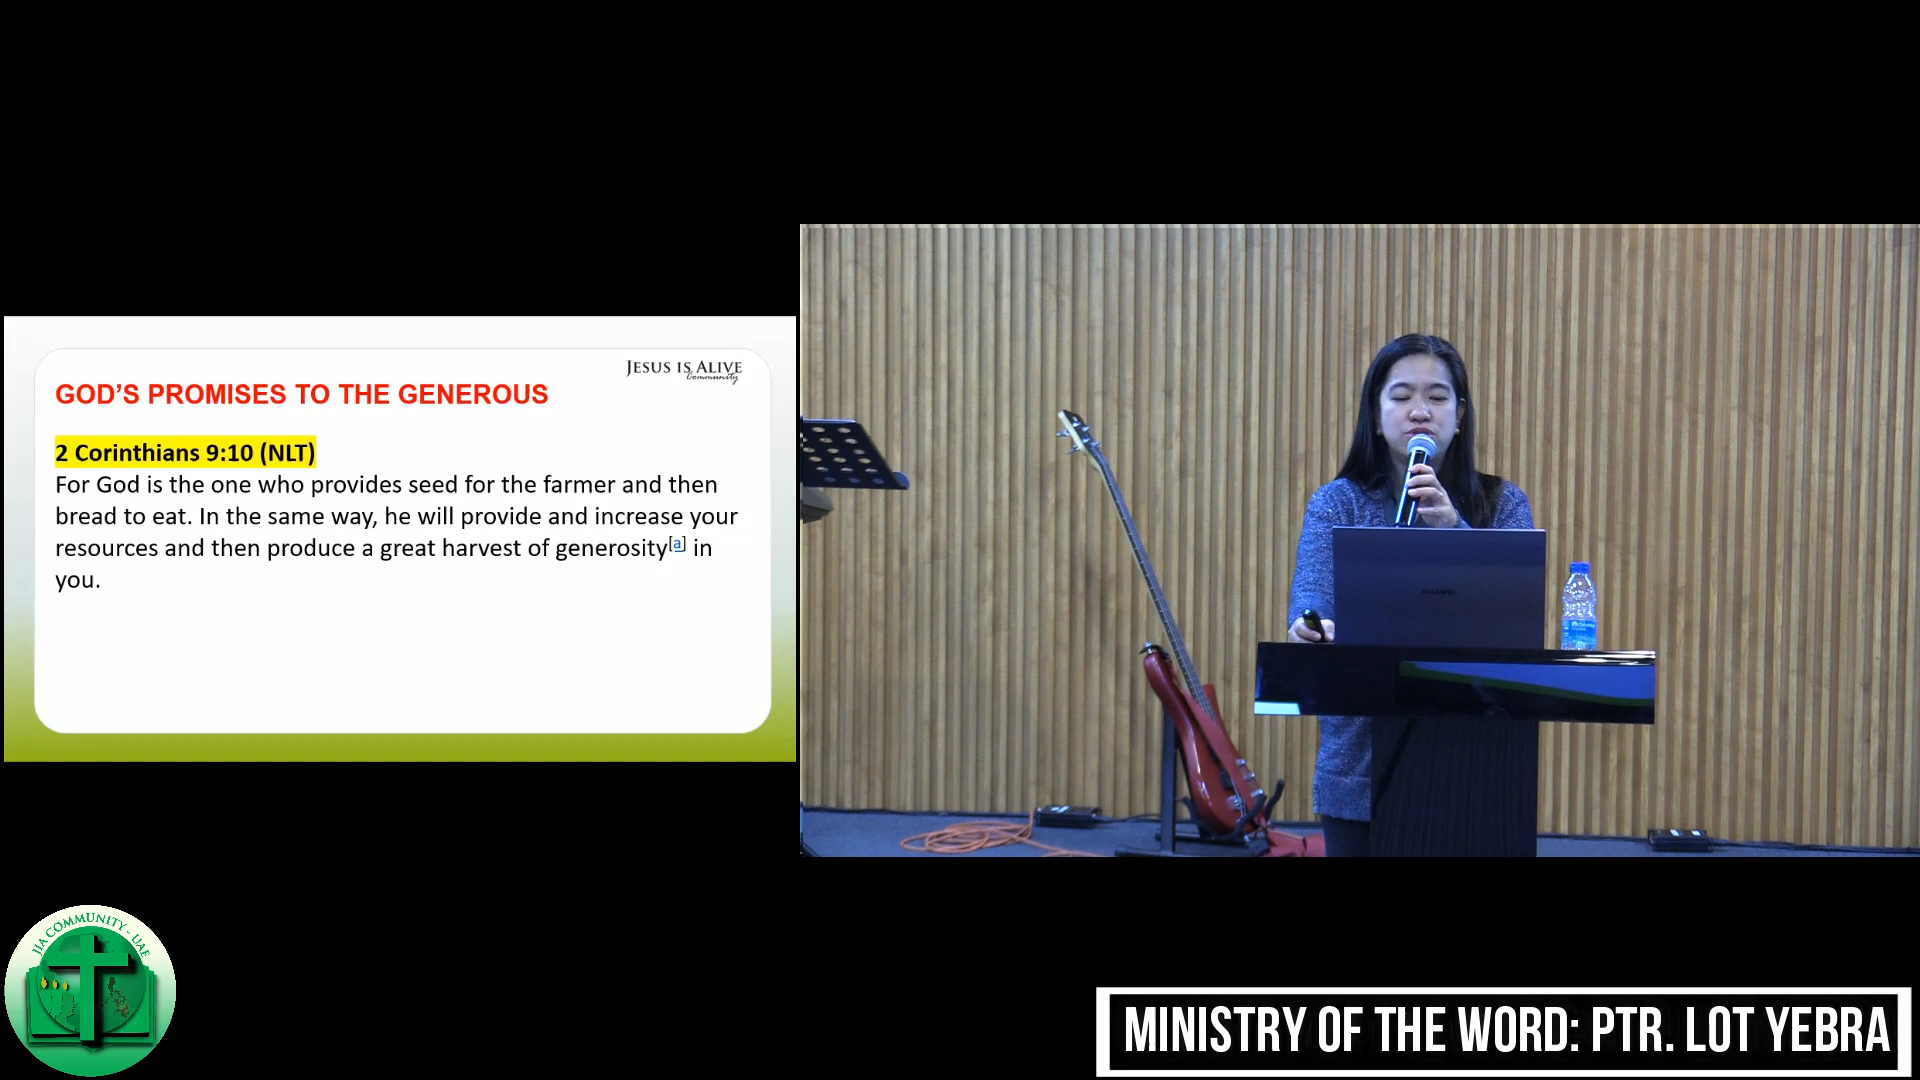 JESUS IS ALIVE
Community
GOD'S PROMISES TO THE GENEROUS
2 Corinthians 9:10 (NLT)
For God is the one who provides seed for the farmer and then
bread to eat. In the same way, he will provide and increase your
resources and then produce a great harvest of generosity[a] in
you.
HUAWEI
JIA COMMUNITY - UAE
MINISTRY OF THE WORD: PTR. LOT YEBRA